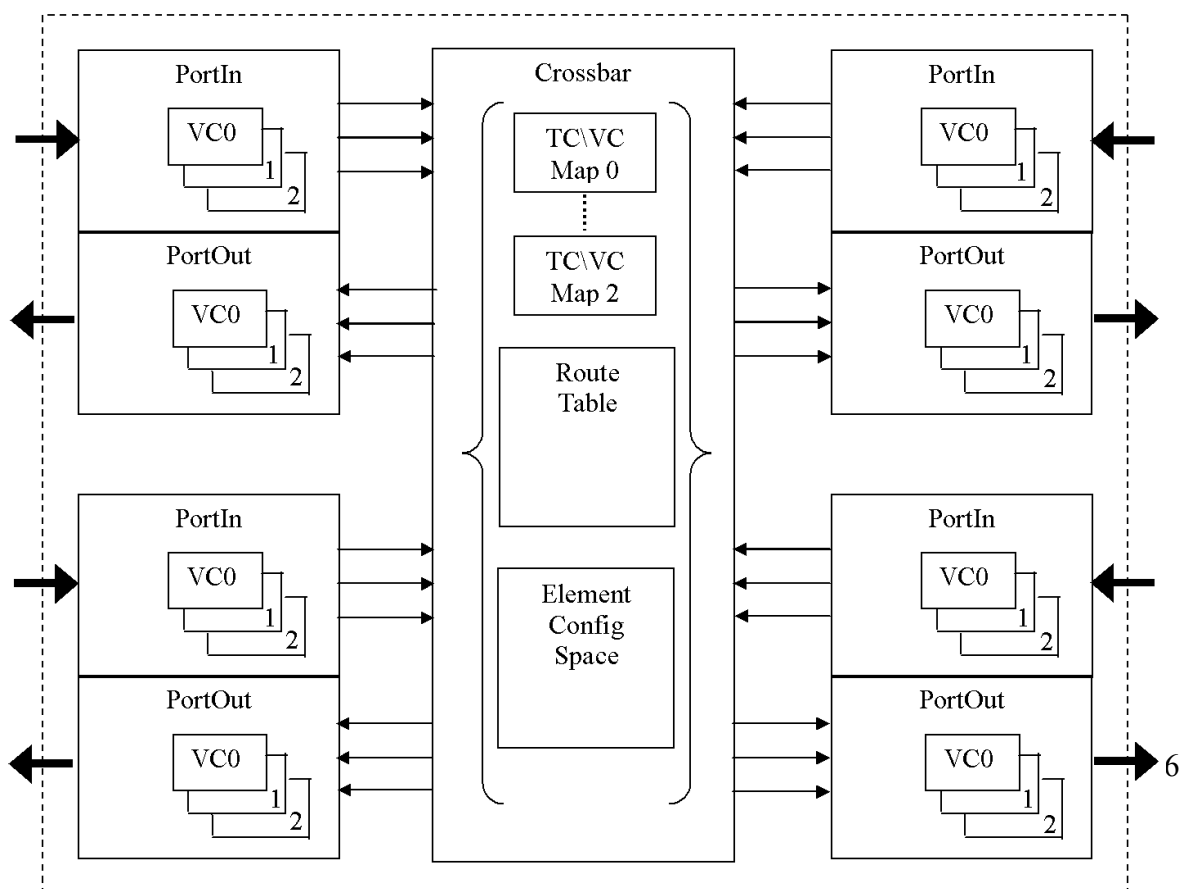 PortIn
VC0
1
2
PortOut
VC0
1
2
PortIn
VC0
1
2
PortOut
VC0
1
2
Crossbar
TC\VC
Map 0
TC\VC
Map 2
Route
Table
Element
Config
Space
PortIn
VC0
1
2
PortOut
VC0
1
2
PortIn
VC0
1
2
PortOut
VC0
1
2
6